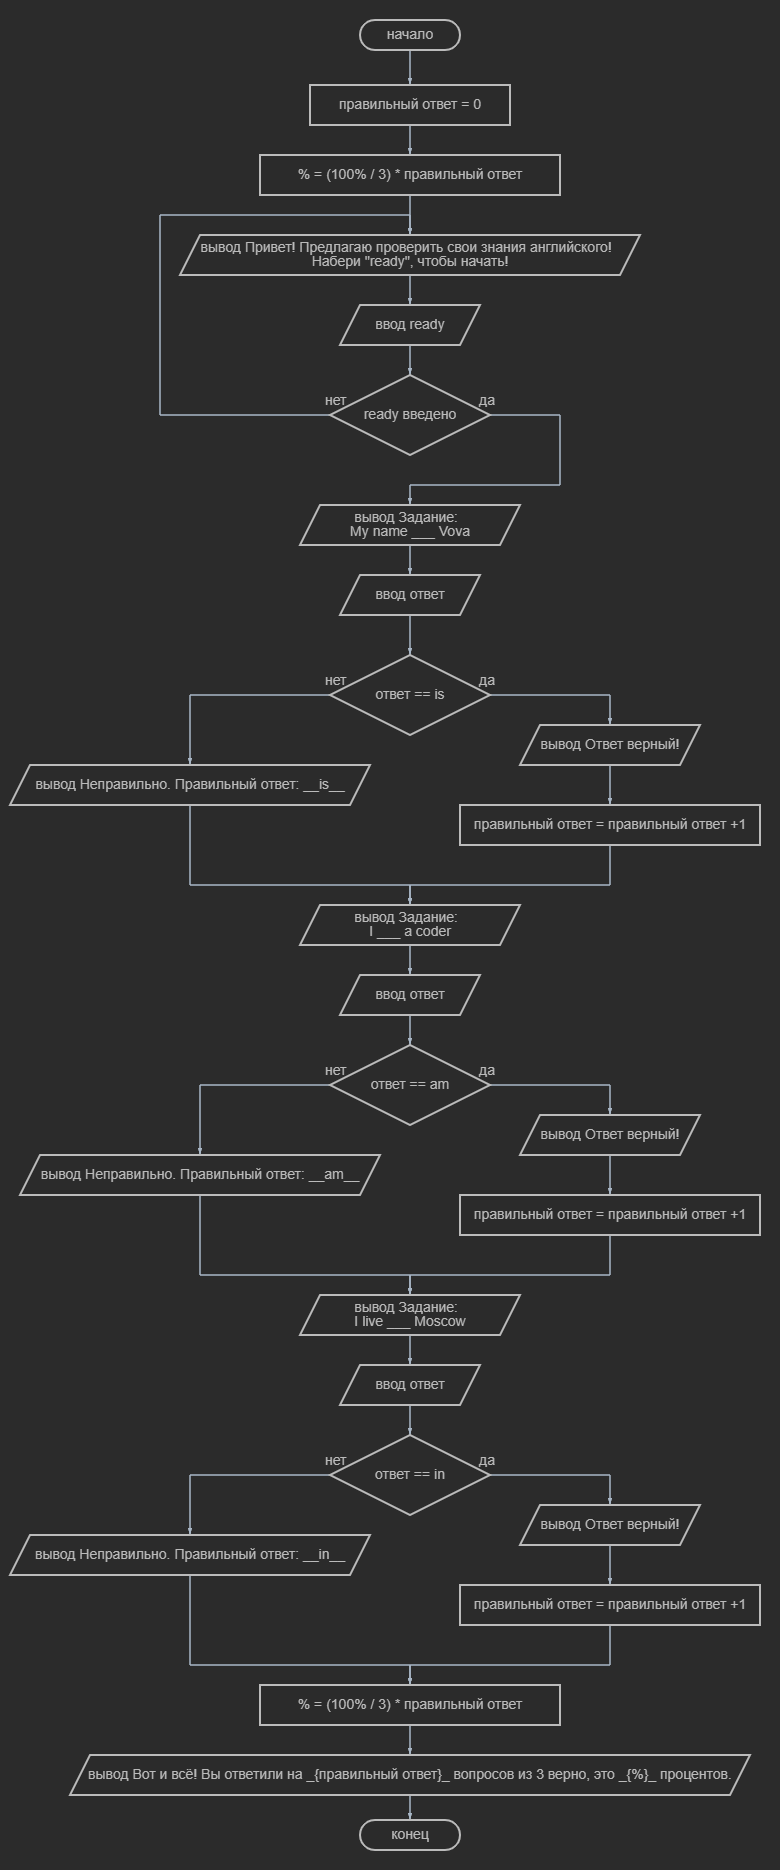 начало
правильный ответ = 0
% = (100% / 3) * правильный ответ
вывод Привет! Предлагаю проверить свои знания английского!
Набери "ready", чтобы начать!
ввод ready
нет
да
ready введено
вывод Задание:
My name ___ Vova
ввод ответ
нет
да
ответ == is
вывод Ответ верный!
вывод Неправильно. Правильный ответ: __is__
правильный ответ = правильный ответ +1
вывод Задание:
I ___ a coder
ввод ответ
нет
да
ответ == am
вывод Ответ верный!
вывод Неправильно. Правильный ответ: __am__
правильный ответ = правильный ответ +1
вывод Задание:
I live ___ Moscow
ввод ответ
нет
да
ответ == in
вывод Ответ верный!
вывод Неправильно. Правильный ответ: __in__
правильный ответ = правильный ответ +1
% = (100% / 3) * правильный ответ
вывод Вот и всё! Вы ответили на _{правильный ответ}_ вопросов из 3 верно, это _{%}_ процентов.
конец